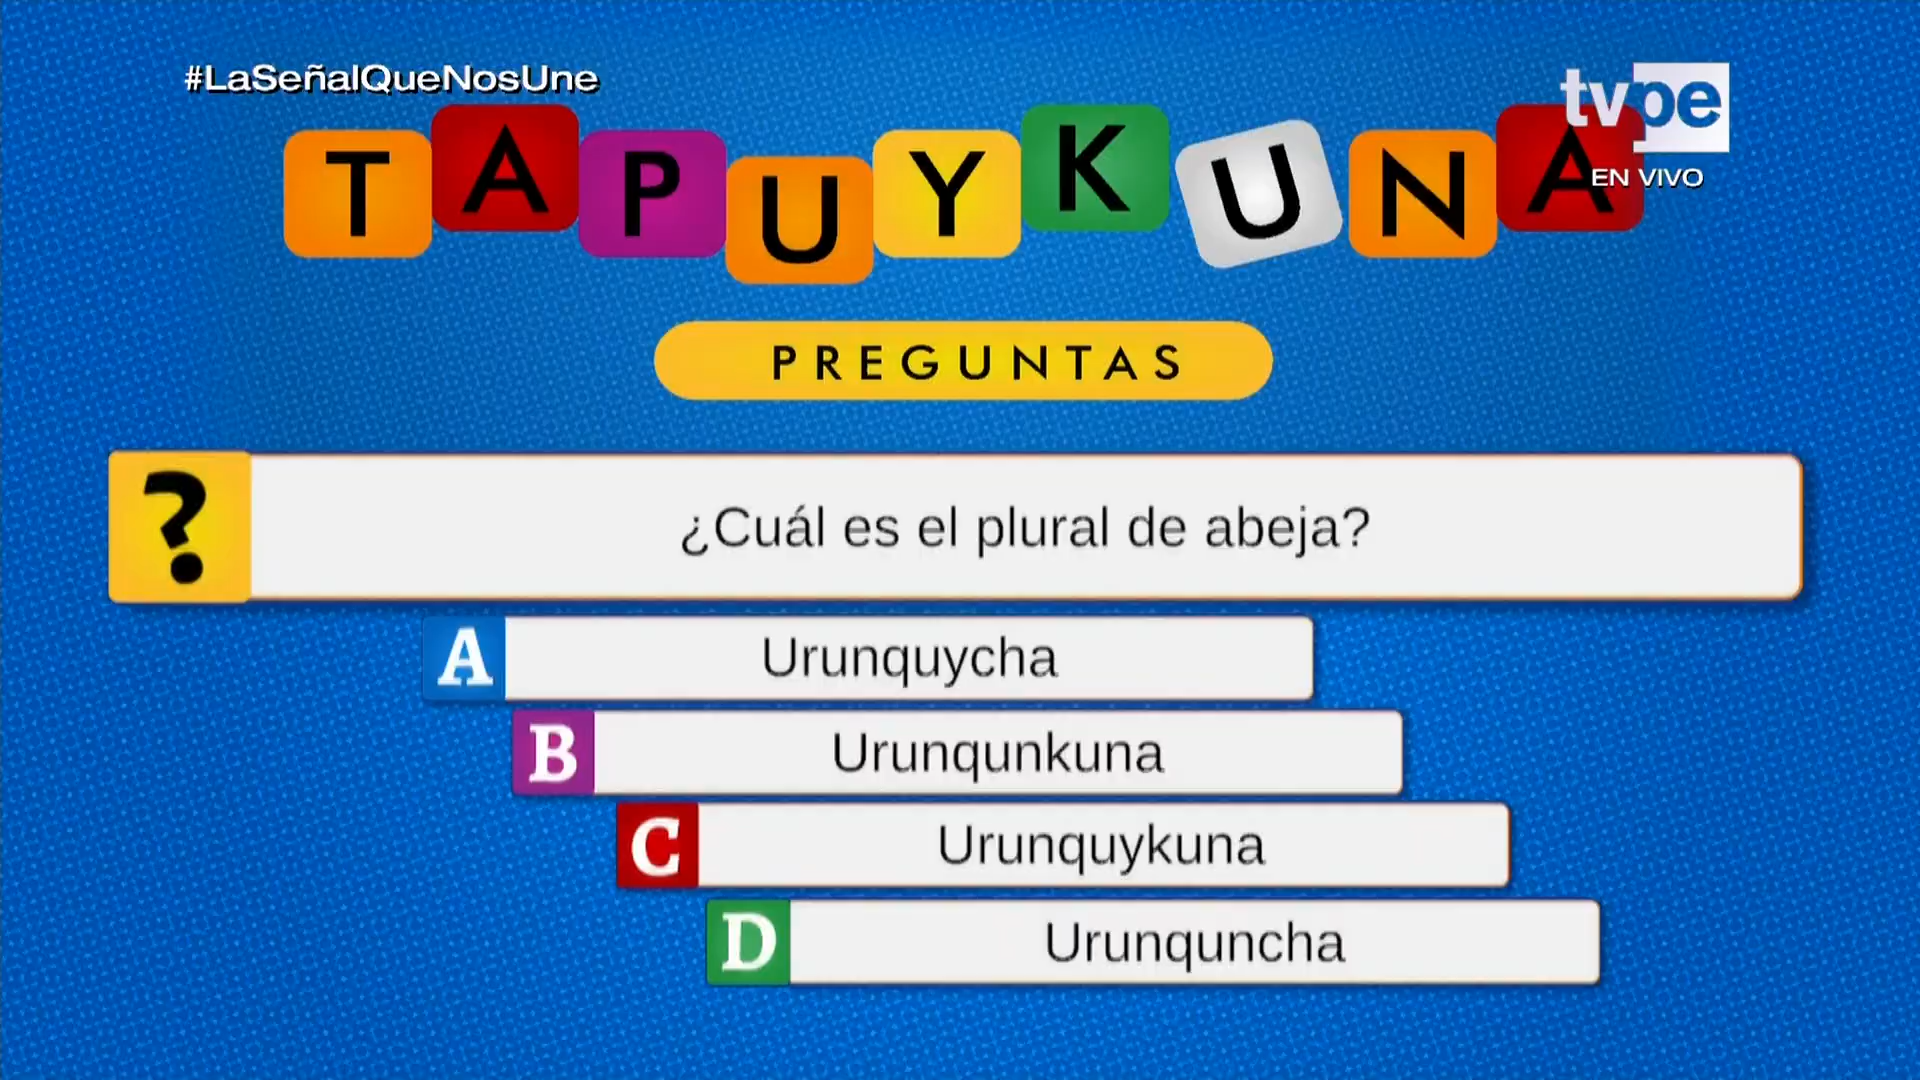 #LaSeñalQueNosUne
tvpe
EN VIVO
TAPUYKUNA
PREGUNTAS
?
¿Cuál es el plural de abeja?
A Urunquycha
B Urunqunkuna
C Urunquykuna
D Urunquncha